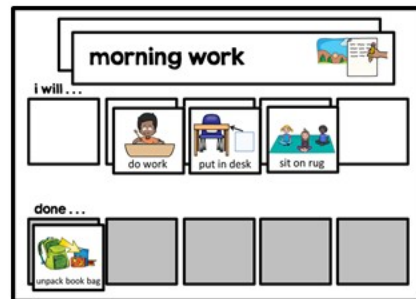 morning work
i will . . .
do work
put in desk
sit on rug
done . . .
unpack book bag